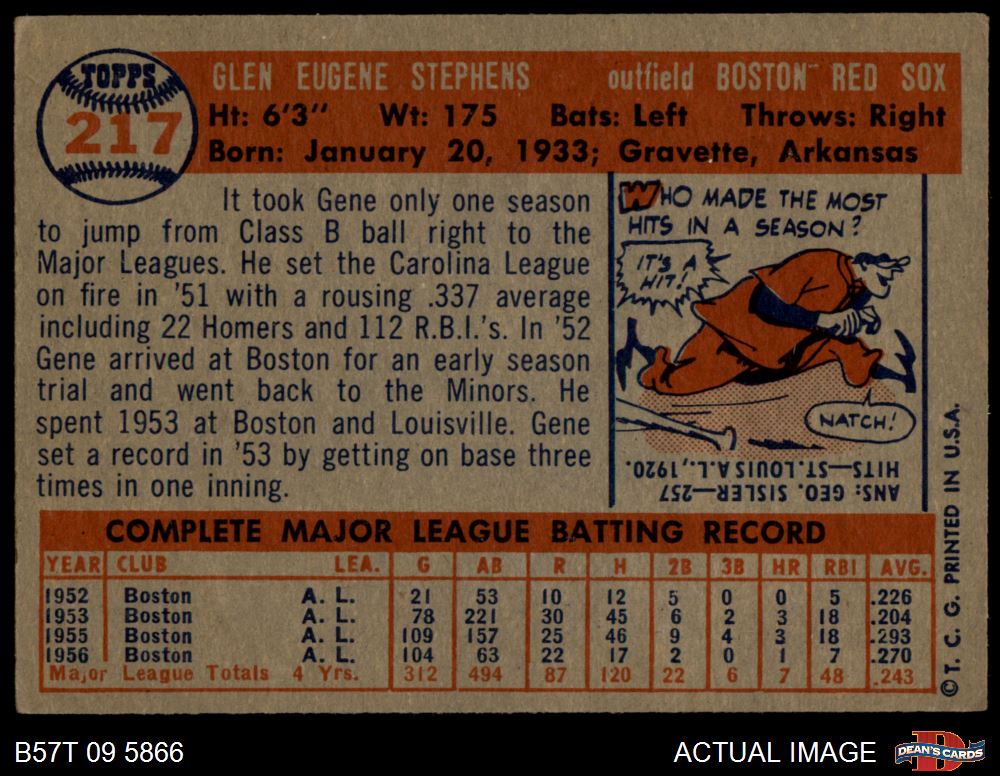 TOPPS
217
GLEN EUGENE STEPHENS outfield BOSTON RED SOX
Ht: 6'3" Wt: 175 Bats: Left Throws: Right
Born: January 20, 1933; Gravette, Arkansas
It took Gene only one season
to jump from Class B ball right to the
Major Leagues. He set the Carolina League
on fire in '51 with a rousing .337 average
including 22 Homers and 112 R.B.I.'s. In '52
Gene arrived at Boston for an early season
trial and went back to the Minors. He
spent 1953 at Boston and Louisville. Gene
set a record in '53 by getting on base three
times in one inning.
WHO MADE THE MOST
HITS IN A SEASON?
IT'S A
HIT!
NATCH!
ANS: GEO. SISLER—257
HITS—ST. LOUIS A.L., 1920.
COMPLETE MAJOR LEAGUE BATTING RECORD
YEAR CLUB LEA. G AB R H 2B 3B HR RBI AVG.
1952 Boston A. L. 21 53 10 12 5 0 0 5 .226
1953 Boston A. L. 78 221 30 45 6 2 3 18 .204
1955 Boston A. L. 109 157 25 46 9 4 3 18 .293
1956 Boston A. L. 104 63 22 17 2 0 1 7 .270
Major League Totals 4 Yrs. 312 494 87 120 22 6 7 48 .243
©T. C. G. PRINTED IN U.S.A.
B57T 09 5866
ACTUAL IMAGE
DEAN'S CARDS